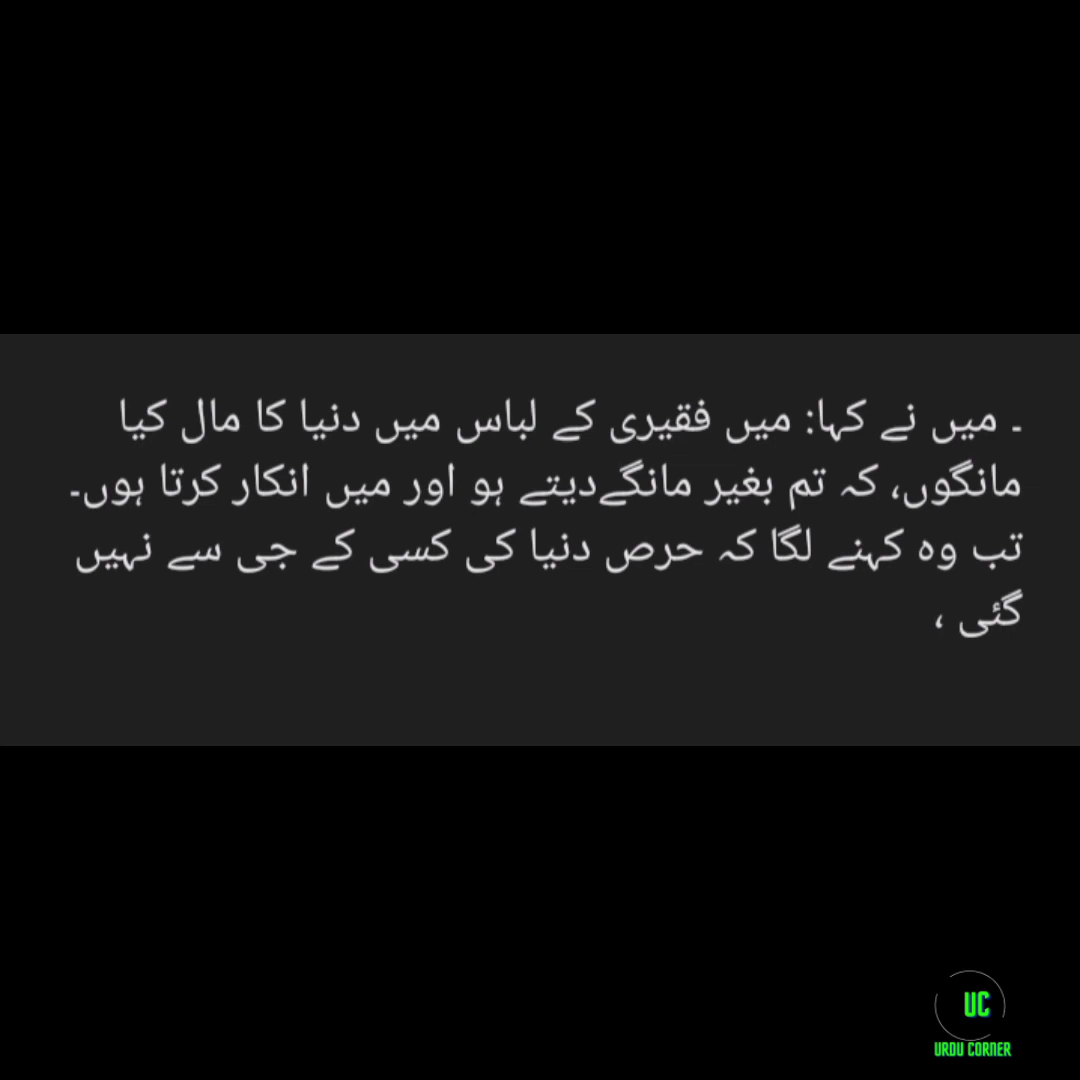 ۔ میں نے کہا: میں فقیری کے لباس میں دنیا کا مال کیا
مانگوں، کہ تم بغیر مانگےدیتے ہو اور میں انکار کرتا ہوں۔
تب وہ کہنے لگا کہ حرص دنیا کی کسی کے جی سے نہیں
گئی ،
UC
URDU CORNER